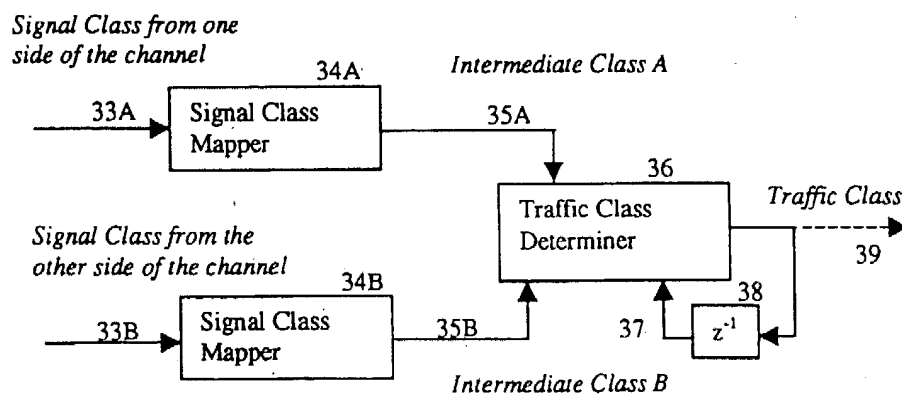 Signal Class from one
side of the channel
34A
Intermediate Class A
33A
Signal Class
Mapper
35A
36
Traffic Class
Determiner
Traffic Class
39
Signal Class from the
other side of the channel
34B
33B
Signal Class
Mapper
35B
37
38
z-1
Intermediate Class B